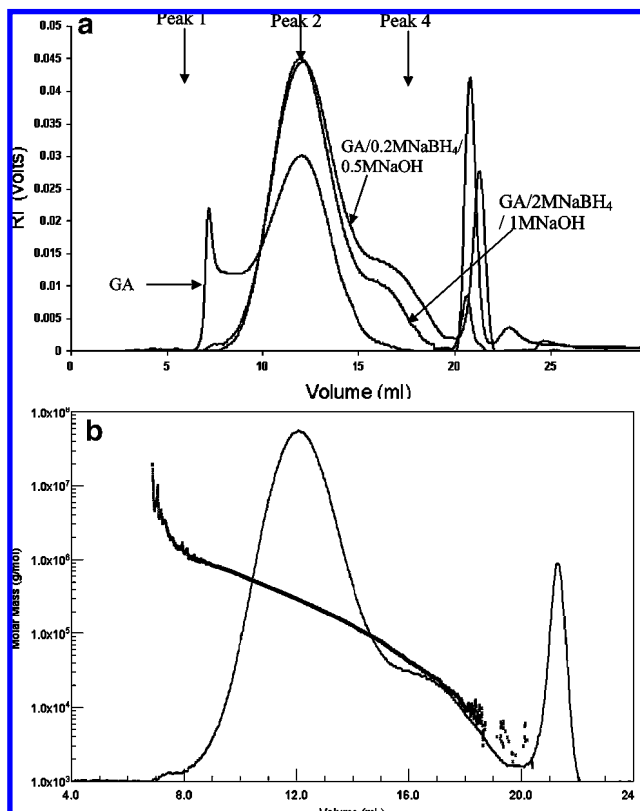 a
Peak 1 Peak 2 Peak 4
0.05
0.045
0.04
0.035
0.03
0.025
0.02
0.015
0.01
0.005
0
RI (Volts)
GA/0.2MNaBH4/
0.5MNaOH
GA/2MNaBH4
/ 1MNaOH
GA
0 5 10 15 20 25
Volume (ml)
b
1.0x10^8
1.0x10^7
1.0x10^6
1.0x10^5
1.0x10^4
1.0x10^3
Molar Mass (g/mol)
4.0 8.0 12.0 16.0 20.0 24
Volume (mL)